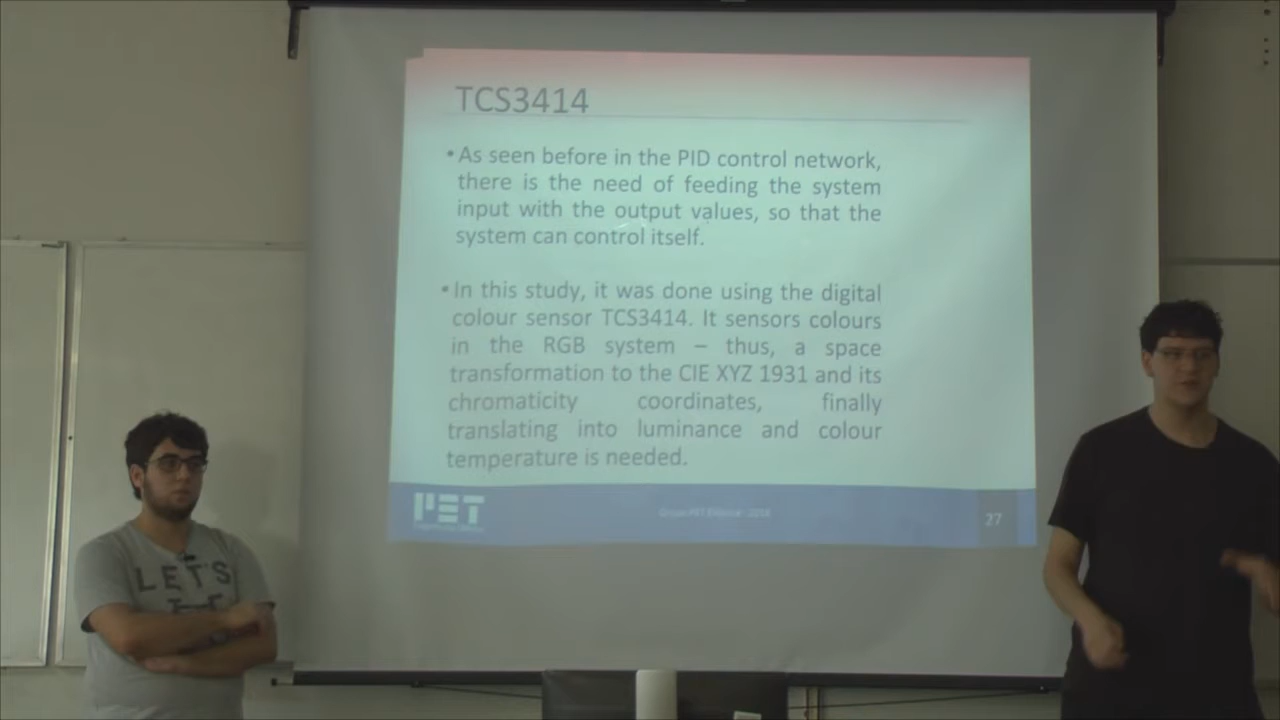 TCS3414
• As seen before in the PID control network,
there is the need of feeding the system
input with the output values, so that the
system can control itself.
• In this study, it was done using the digital
colour sensor TCS3414. It sensors colours
in the RGB system – thus, a space
transformation to the CIE XYZ 1931 and its
chromaticity coordinates, finally
translating into luminance and colour
temperature is needed.
PET
27
LET'S